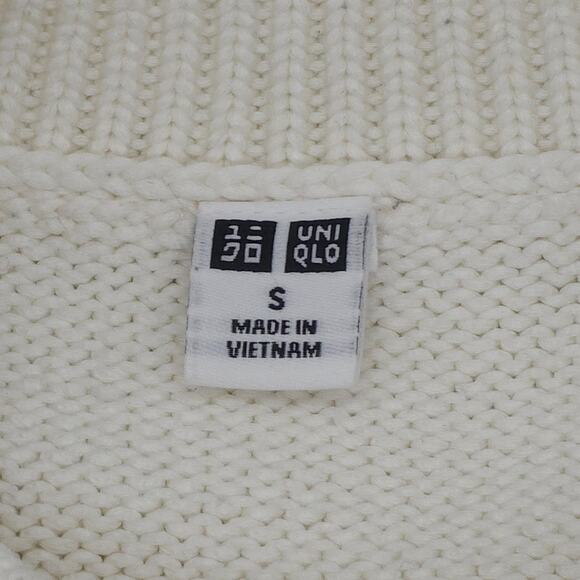 ユニ UNI
クロ QLO
S
MADE IN
VIETNAM